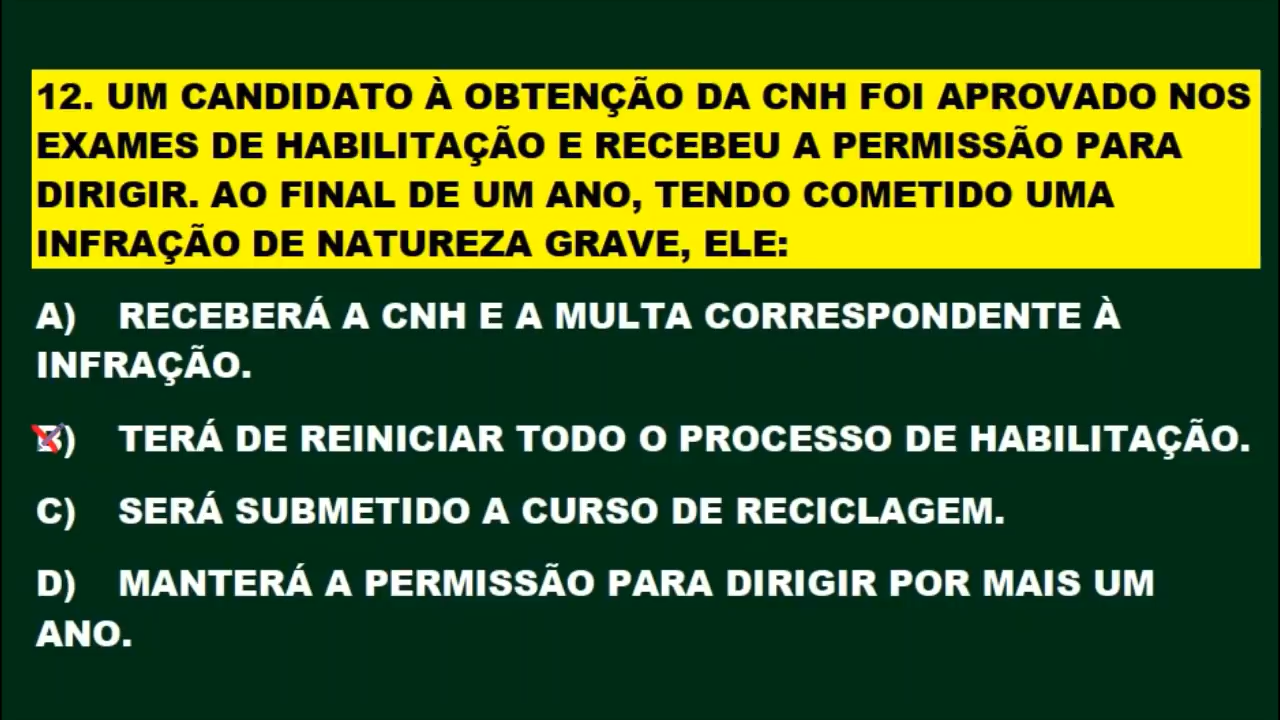 12. UM CANDIDATO À OBTENÇÃO DA CNH FOI APROVADO NOS
EXAMES DE HABILITAÇÃO E RECEBEU A PERMISSÃO PARA
DIRIGIR. AO FINAL DE UM ANO, TENDO COMETIDO UMA
INFRAÇÃO DE NATUREZA GRAVE, ELE:
A) RECEBERÁ A CNH E A MULTA CORRESPONDENTE À
INFRAÇÃO.
B) TERÁ DE REINICIAR TODO O PROCESSO DE HABILITAÇÃO.
C) SERÁ SUBMETIDO A CURSO DE RECICLAGEM.
D) MANTERÁ A PERMISSÃO PARA DIRIGIR POR MAIS UM
ANO.